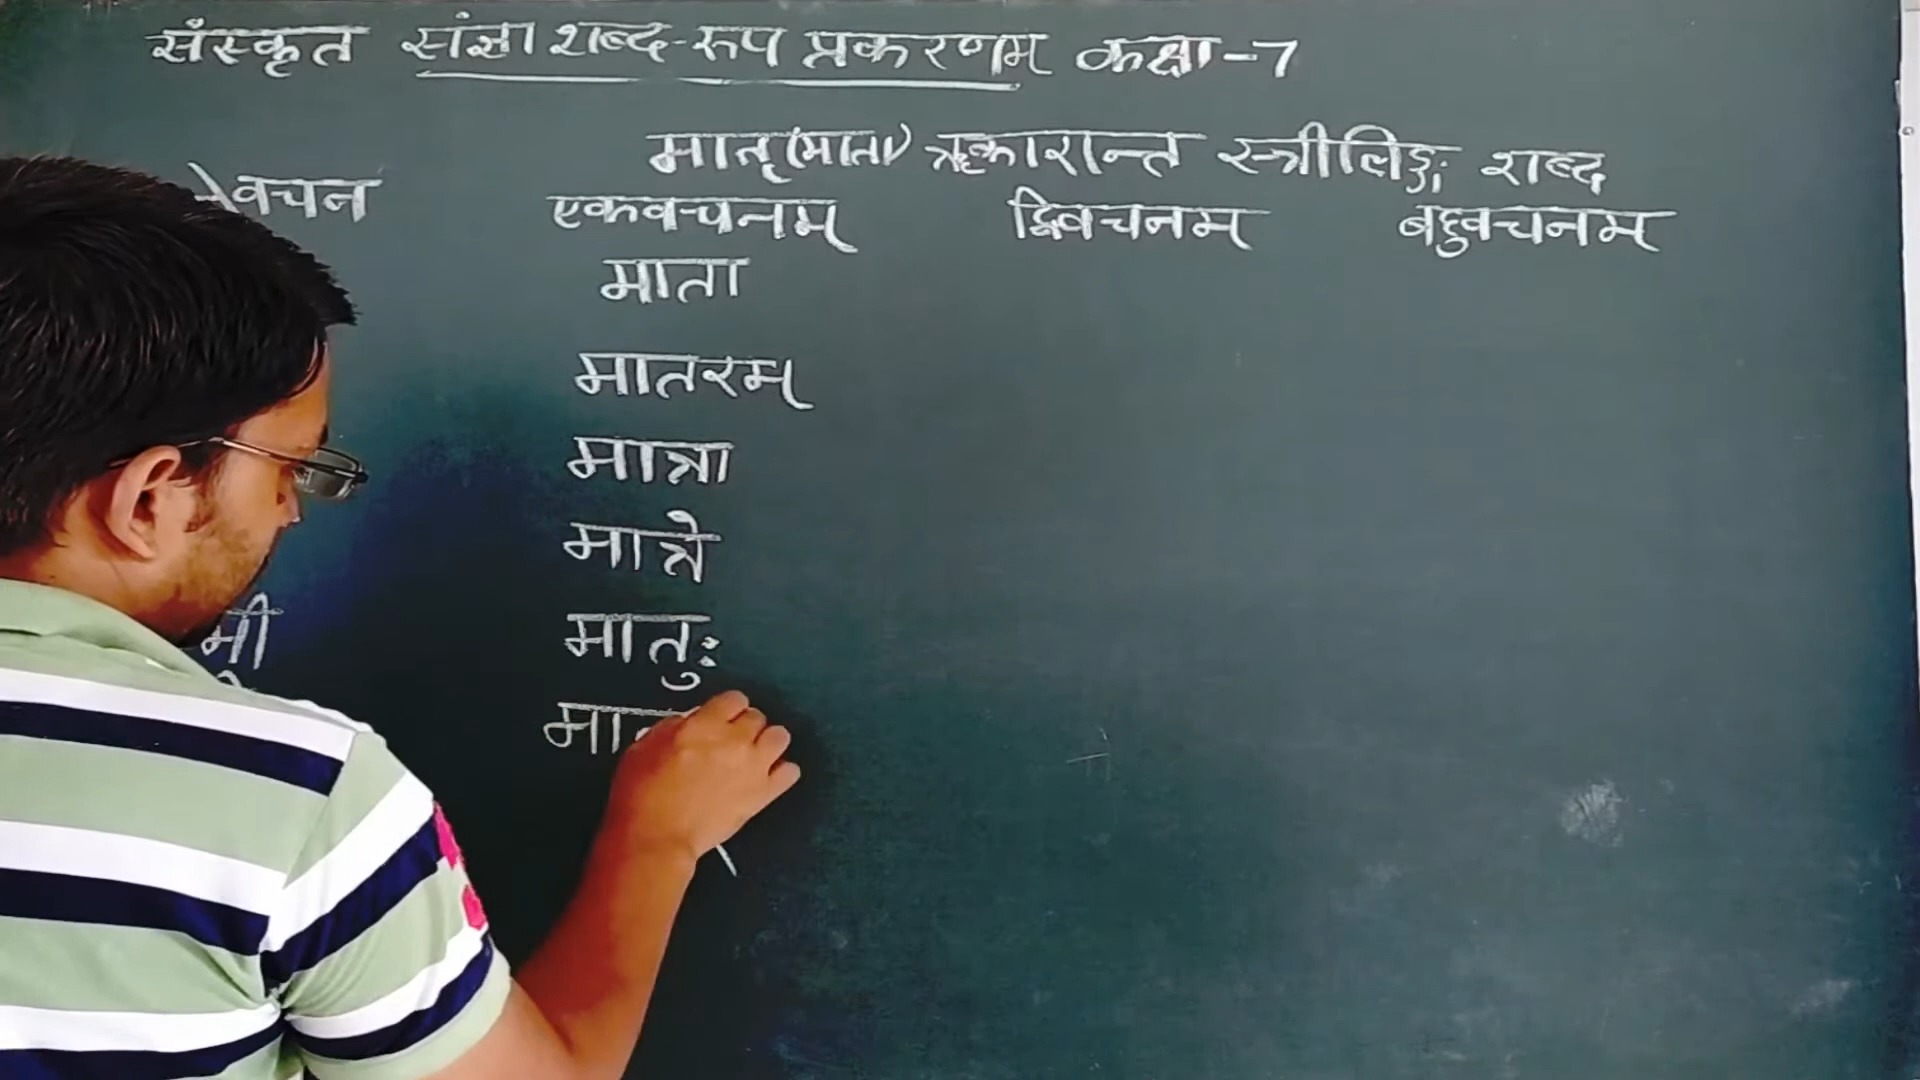 संस्कृत संज्ञा शब्द-रुप प्रकरणम कक्षा-7
मातृ(माता) ऋकारान्त स्त्रीलिङ्ग शब्द
वचन एकवचनम् द्विवचनम् बहुवचनम्
माता
मातरम्
मात्रा
मात्रे
मातुः